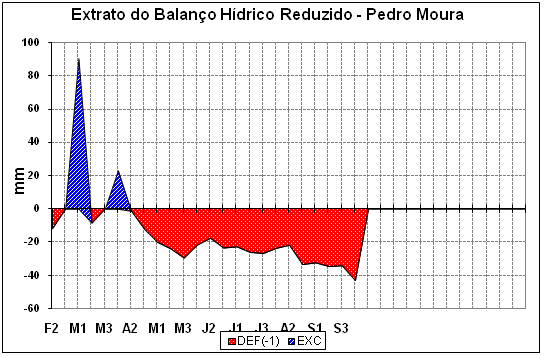 Extrato do Balanço Hídrico Reduzido - Pedro Moura
100
80
60
40
20
0
-20
-40
-60
mm
F2 M1 M3 A2 M1 M3 J2 J1 J3 A2 S1 S3
DEF(-1) EXC